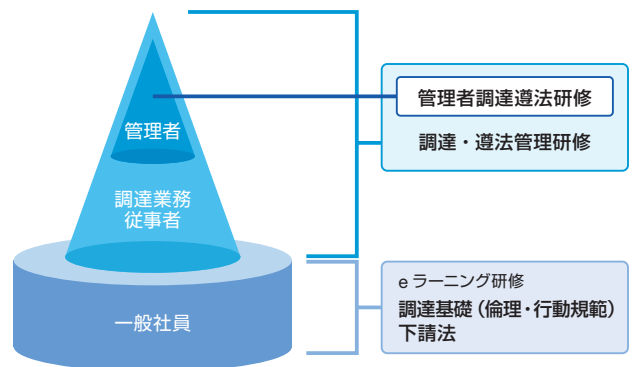 管理者
調達業務
従事者
一般社員
管理者調達遵法研修
調達・遵法管理研修
eラーニング研修
調達基礎（倫理・行動規範）
下請法